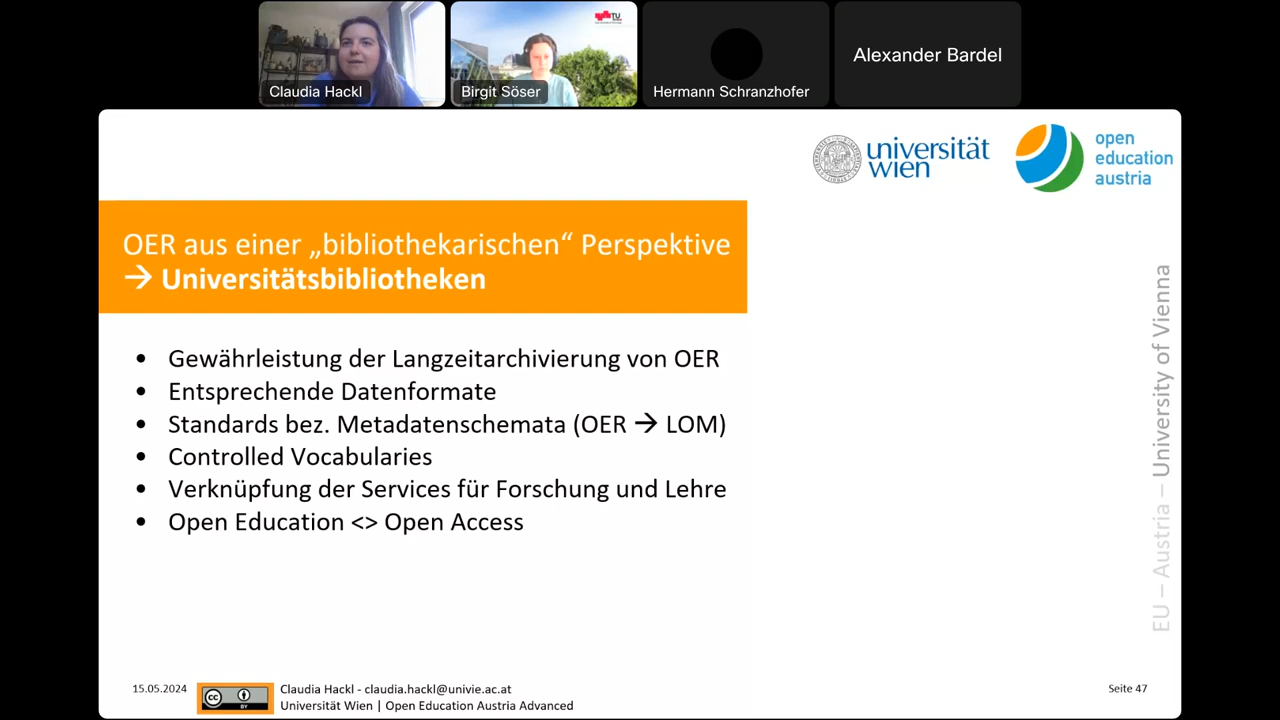 TU
Claudia Hackl
Birgit Söser
Hermann Schranzhofer
Alexander Bardel
universität
wien
open
education
austria
OER aus einer „bibliothekarischen“ Perspektive
→ Universitätsbibliotheken
• Gewährleistung der Langzeitarchivierung von OER
• Entsprechende Datenformate
• Standards bez. Metadatenschemata (OER → LOM)
• Controlled Vocabularies
• Verknüpfung der Services für Forschung und Lehre
• Open Education <> Open Access
EU – Austria – University of Vienna
15.05.2024
cc
BY
Claudia Hackl - claudia.hackl@univie.ac.at
Universität Wien | Open Education Austria Advanced
Seite 47